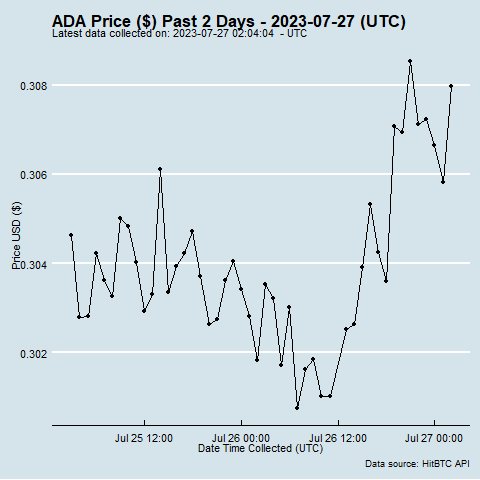 ADA Price ($) Past 2 Days - 2023-07-27 (UTC)
Latest data collected on: 2023-07-27 02:04:04 - UTC
0.308
0.306
0.304
0.302
Price USD ($)
Jul 25 12:00 Jul 26 00:00 Jul 26 12:00 Jul 27 00:00
Date Time Collected (UTC)
Data source: HitBTC API